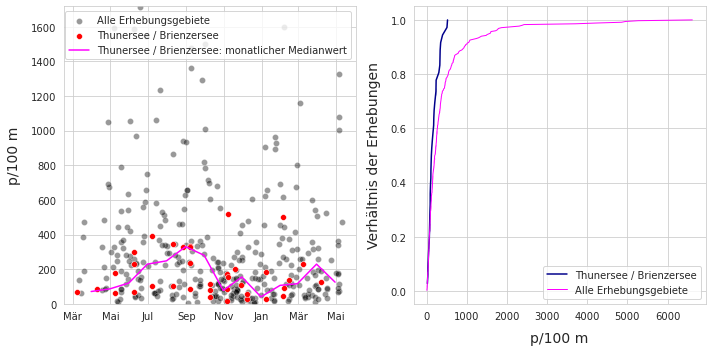 Alle Erhebungsgebiete
Thunersee / Brienzersee
Thunersee / Brienzersee: monatlicher Medianwert
p/100 m
1600
1400
1200
1000
800
600
400
200
0
Mär Mai Jul Sep Nov Jan Mär Mai
Verhältnis der Erhebungen
1.0
0.8
0.6
0.4
0.2
0.0
Thunersee / Brienzersee
Alle Erhebungsgebiete
0 1000 2000 3000 4000 5000 6000
p/100 m